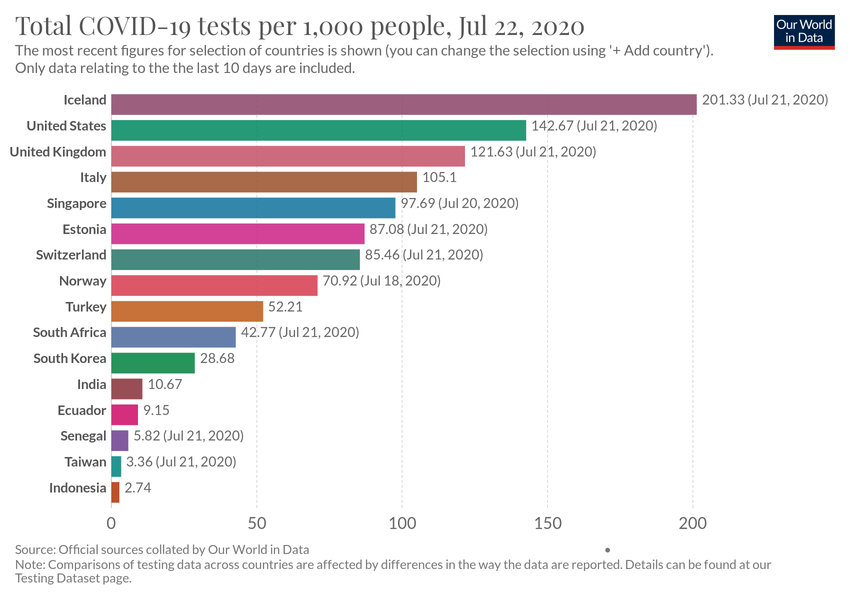 Total COVID-19 tests per 1,000 people, Jul 22, 2020
Our World
in Data
The most recent figures for selection of countries is shown (you can change the selection using '+ Add country').
Only data relating to the the last 10 days are included.
Iceland 201.33 (Jul 21, 2020)
United States 142.67 (Jul 21, 2020)
United Kingdom 121.63 (Jul 21, 2020)
Italy 105.1
Singapore 97.69 (Jul 20, 2020)
Estonia 87.08 (Jul 21, 2020)
Switzerland 85.46 (Jul 21, 2020)
Norway 70.92 (Jul 18, 2020)
Turkey 52.21
South Africa 42.77 (Jul 21, 2020)
South Korea 28.68
India 10.67
Ecuador 9.15
Senegal 5.82 (Jul 21, 2020)
Taiwan 3.36 (Jul 21, 2020)
Indonesia 2.74
0 50 100 150 200
Source: Official sources collated by Our World in Data
Note: Comparisons of testing data across countries are affected by differences in the way the data are reported. Details can be found at our
Testing Dataset page.